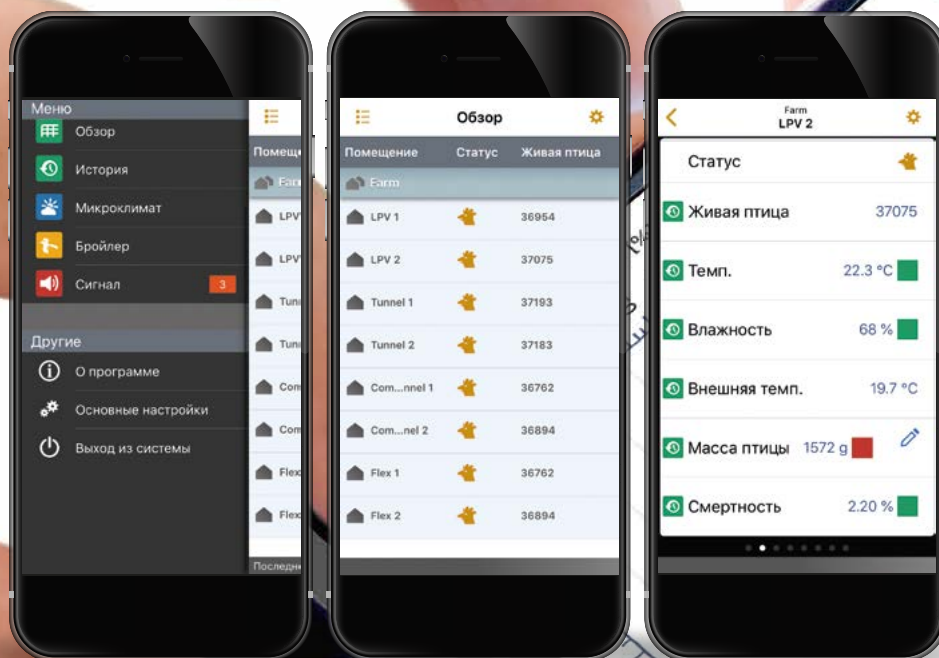 Меню
Обзор
История
Микроклимат
Бройлер
Сигнал 3
Другие
О программе
Основные настройки
Выход из системы
Помещ
Farm
LPV
LPV
Tunn
Tunn
Com
Com
Flex
Flex
Последн
Обзор
Помещение Статус Живая птица
Farm
LPV 1 36954
LPV 2 37075
Tunnel 1 37193
Tunnel 2 37183
Com...nnel 1 36762
Com...nel 2 36894
Flex 1 36762
Flex 2 36894
Farm
LPV 2
Статус
Живая птица 37075
Темп. 22.3 °C
Влажность 68 %
Внешняя темп. 19.7 °C
Масса птицы 1572 g
Смертность 2.20 %